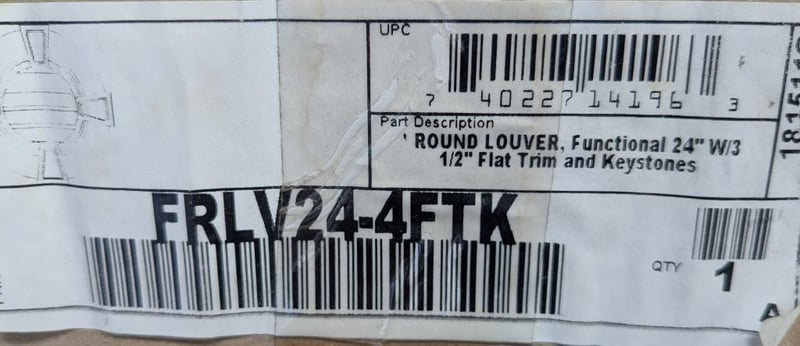 UPC
7 40227 14196 3
Part Description
ROUND LOUVER, Functional 24" W/3
1/2" Flat Trim and Keystones
FRLV24-4FTK
QTY 1